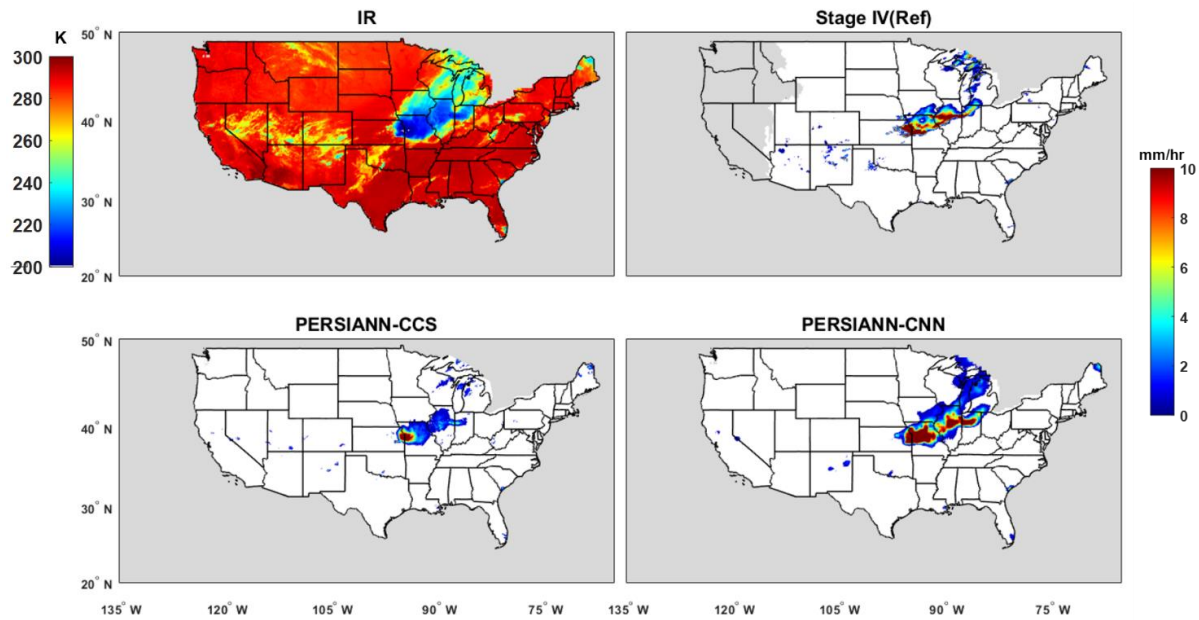 IR
Stage IV(Ref)
K
300
280
260
240
220
200
50° N
40° N
30° N
20° N
mm/hr
10
8
6
4
2
0
PERSIANN-CCS
PERSIANN-CNN
50° N
40° N
30° N
20° N
135° W
120° W
105° W
90° W
75° W
135° W
120° W
105° W
90° W
75° W